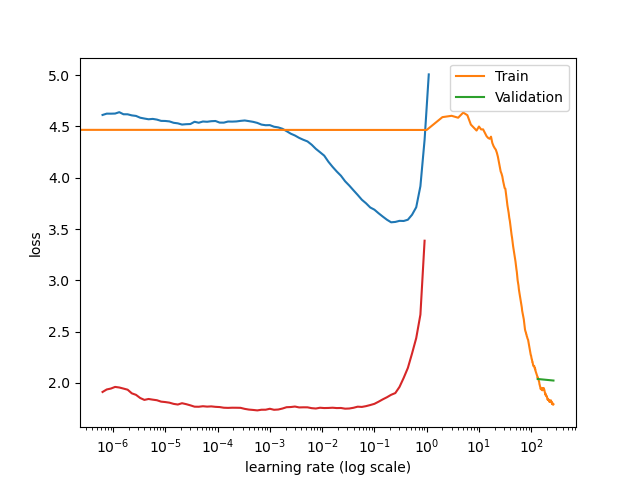 Train
Validation
5.0
4.5
4.0
3.5
3.0
2.5
2.0
loss
10⁻⁶ 10⁻⁵ 10⁻⁴ 10⁻³ 10⁻² 10⁻¹ 10⁰ 10¹ 10²
learning rate (log scale)